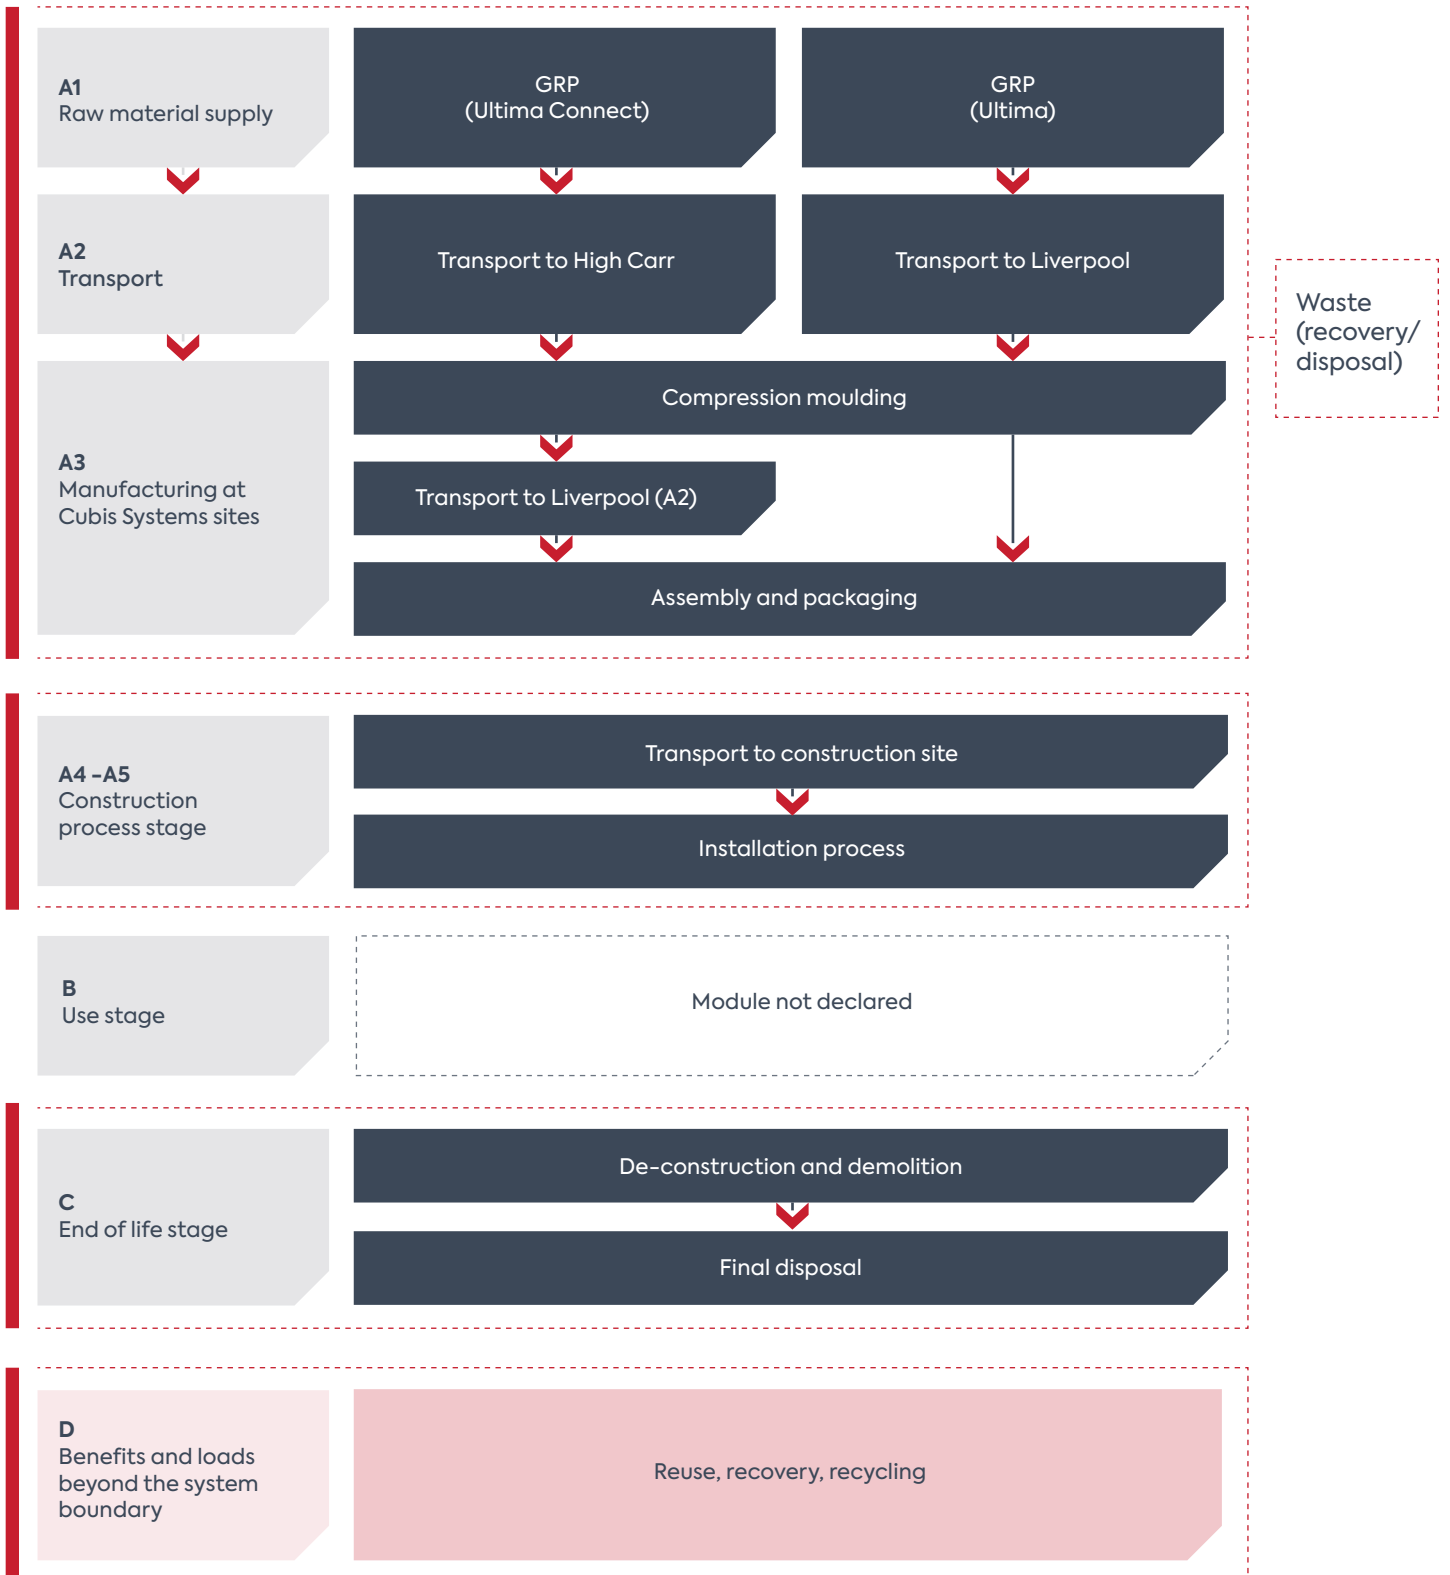 A1
Raw material supply
GRP
(Ultima Connect)
GRP
(Ultima)
A2
Transport
Transport to High Carr
Transport to Liverpool
Waste
(recovery/
disposal)
A3
Manufacturing at
Cubis Systems sites
Compression moulding
Transport to Liverpool (A2)
Assembly and packaging
A4 -A5
Construction
process stage
Transport to construction site
Installation process
B
Use stage
Module not declared
C
End of life stage
De-construction and demolition
Final disposal
D
Benefits and loads
beyond the system
boundary
Reuse, recovery, recycling